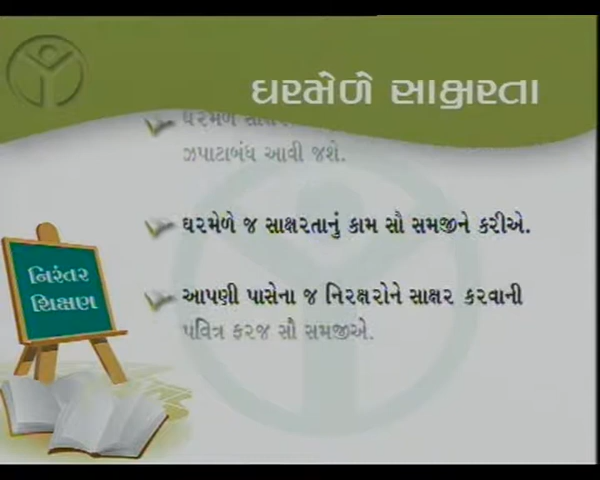 ઘરમેળે સાક્ષરતા
ઘરમેળે
ઝપાટાબંધ આવી જશે.
ઘરમેળે જ સાક્ષરતાનું કામ સૌ સમજીને કરીએ.
આપણી પાસેના જ નિરક્ષરોને સાક્ષર કરવાની
પવિત્ર ફરજ સૌ સમજીએ.
નિરંતર
શિક્ષણ